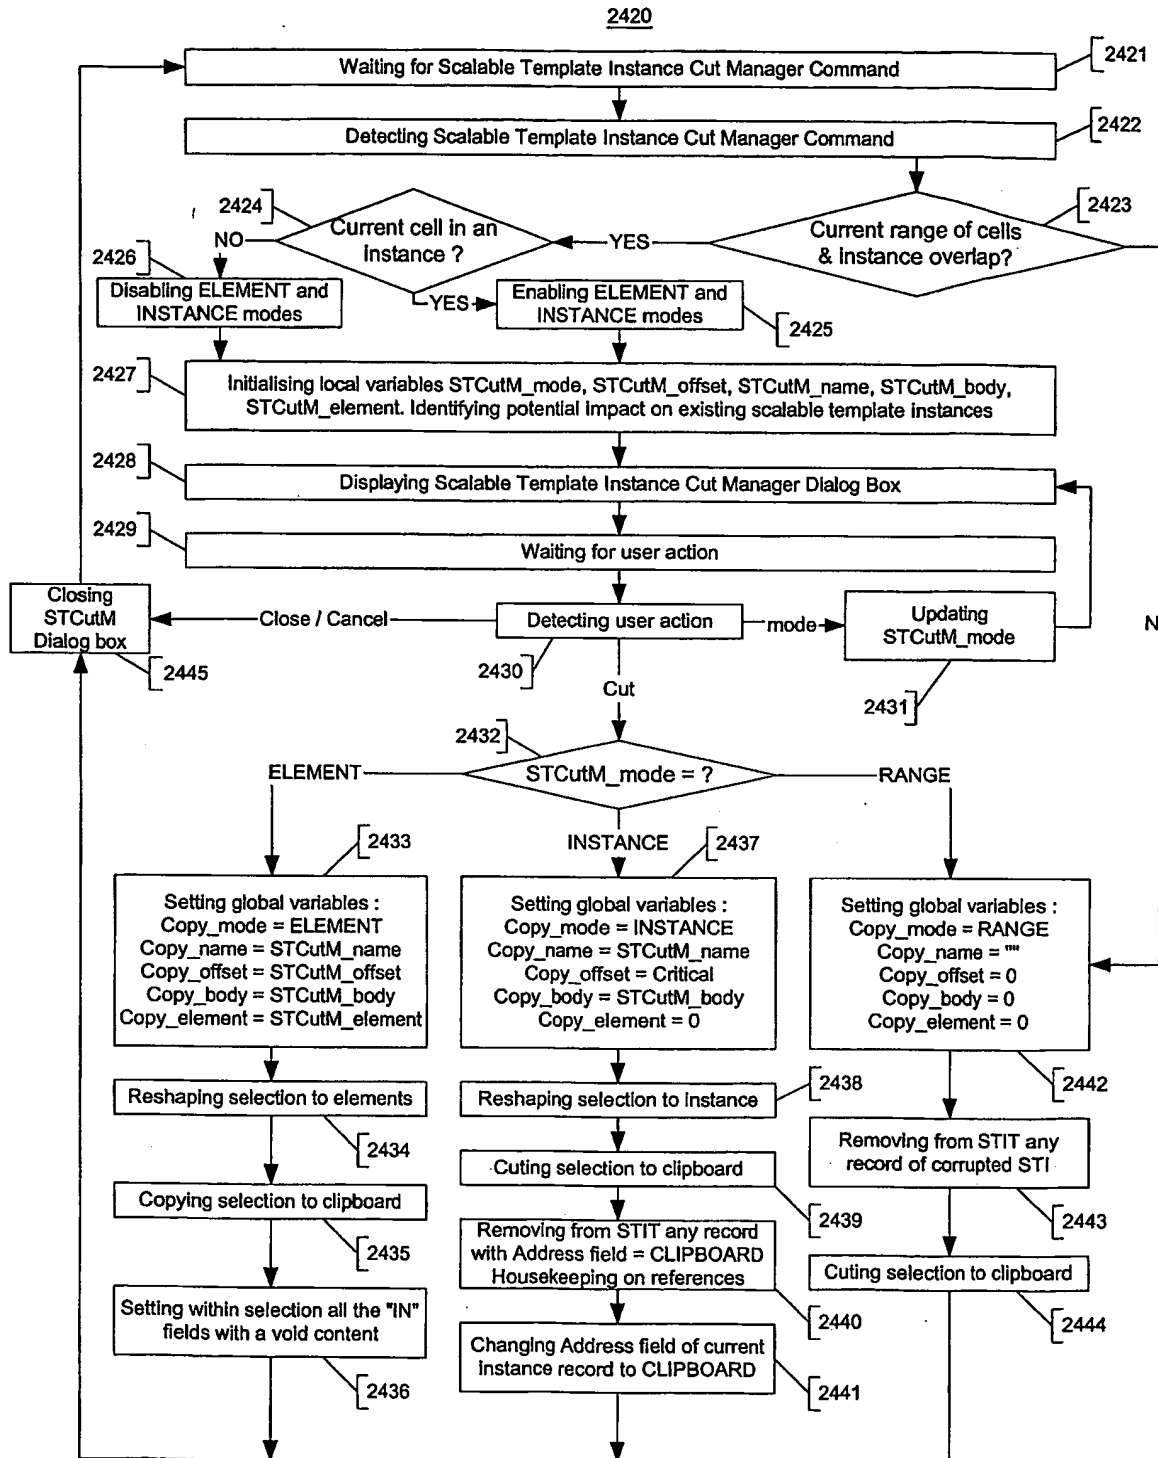 2420
Waiting for Scalable Template Instance Cut Manager Command
2421
Detecting Scalable Template Instance Cut Manager Command
2422
2423
2424
Current cell in an
instance ?
YES
Current range of cells
& Instance overlap?
NO
2426
Disabling ELEMENT and
INSTANCE modes
YES
Enabling ELEMENT and
INSTANCE modes
2425
2427
Initialising local variables STCutM_mode, STCutM_offset, STCutM_name, STCutM_body,
STCutM_element. Identifying potential impact on existing scalable template instances
2428
Displaying Scalable Template Instance Cut Manager Dialog Box
2429
Waiting for user action
Closing
STCutM
Dialog box
Close / Cancel
Detecting user action
mode
Updating
STCutM_mode
N
2445
2430
Cut
2431
2432
ELEMENT
STCutM_mode = ?
RANGE
INSTANCE
2433
2437
Setting global variables :
Copy_mode = ELEMENT
Copy_name = STCutM_name
Copy_offset = STCutM_offset
Copy_body = STCutM_body
Copy_element = STCutM_element
Setting global variables :
Copy_mode = INSTANCE
Copy_name = STCutM_name
Copy_offset = Critical
Copy_body = STCutM_body
Copy_element = 0
Setting global variables :
Copy_mode = RANGE
Copy_name = ""
Copy_offset = 0
Copy_body = 0
Copy_element = 0
2442
Reshaping selection to elements
2434
Reshaping selection to instance
2438
Removing from STIT any
record of corrupted STI
2443
Copying selection to clipboard
2435
Cuting selection to clipboard
2439
Removing from STIT any record
with Address field = CLIPBOARD
Housekeeping on references
2440
Cuting selection to clipboard
2444
Setting within selection all the "IN"
fields with a void content
2436
Changing Address field of current
instance record to CLIPBOARD
2441